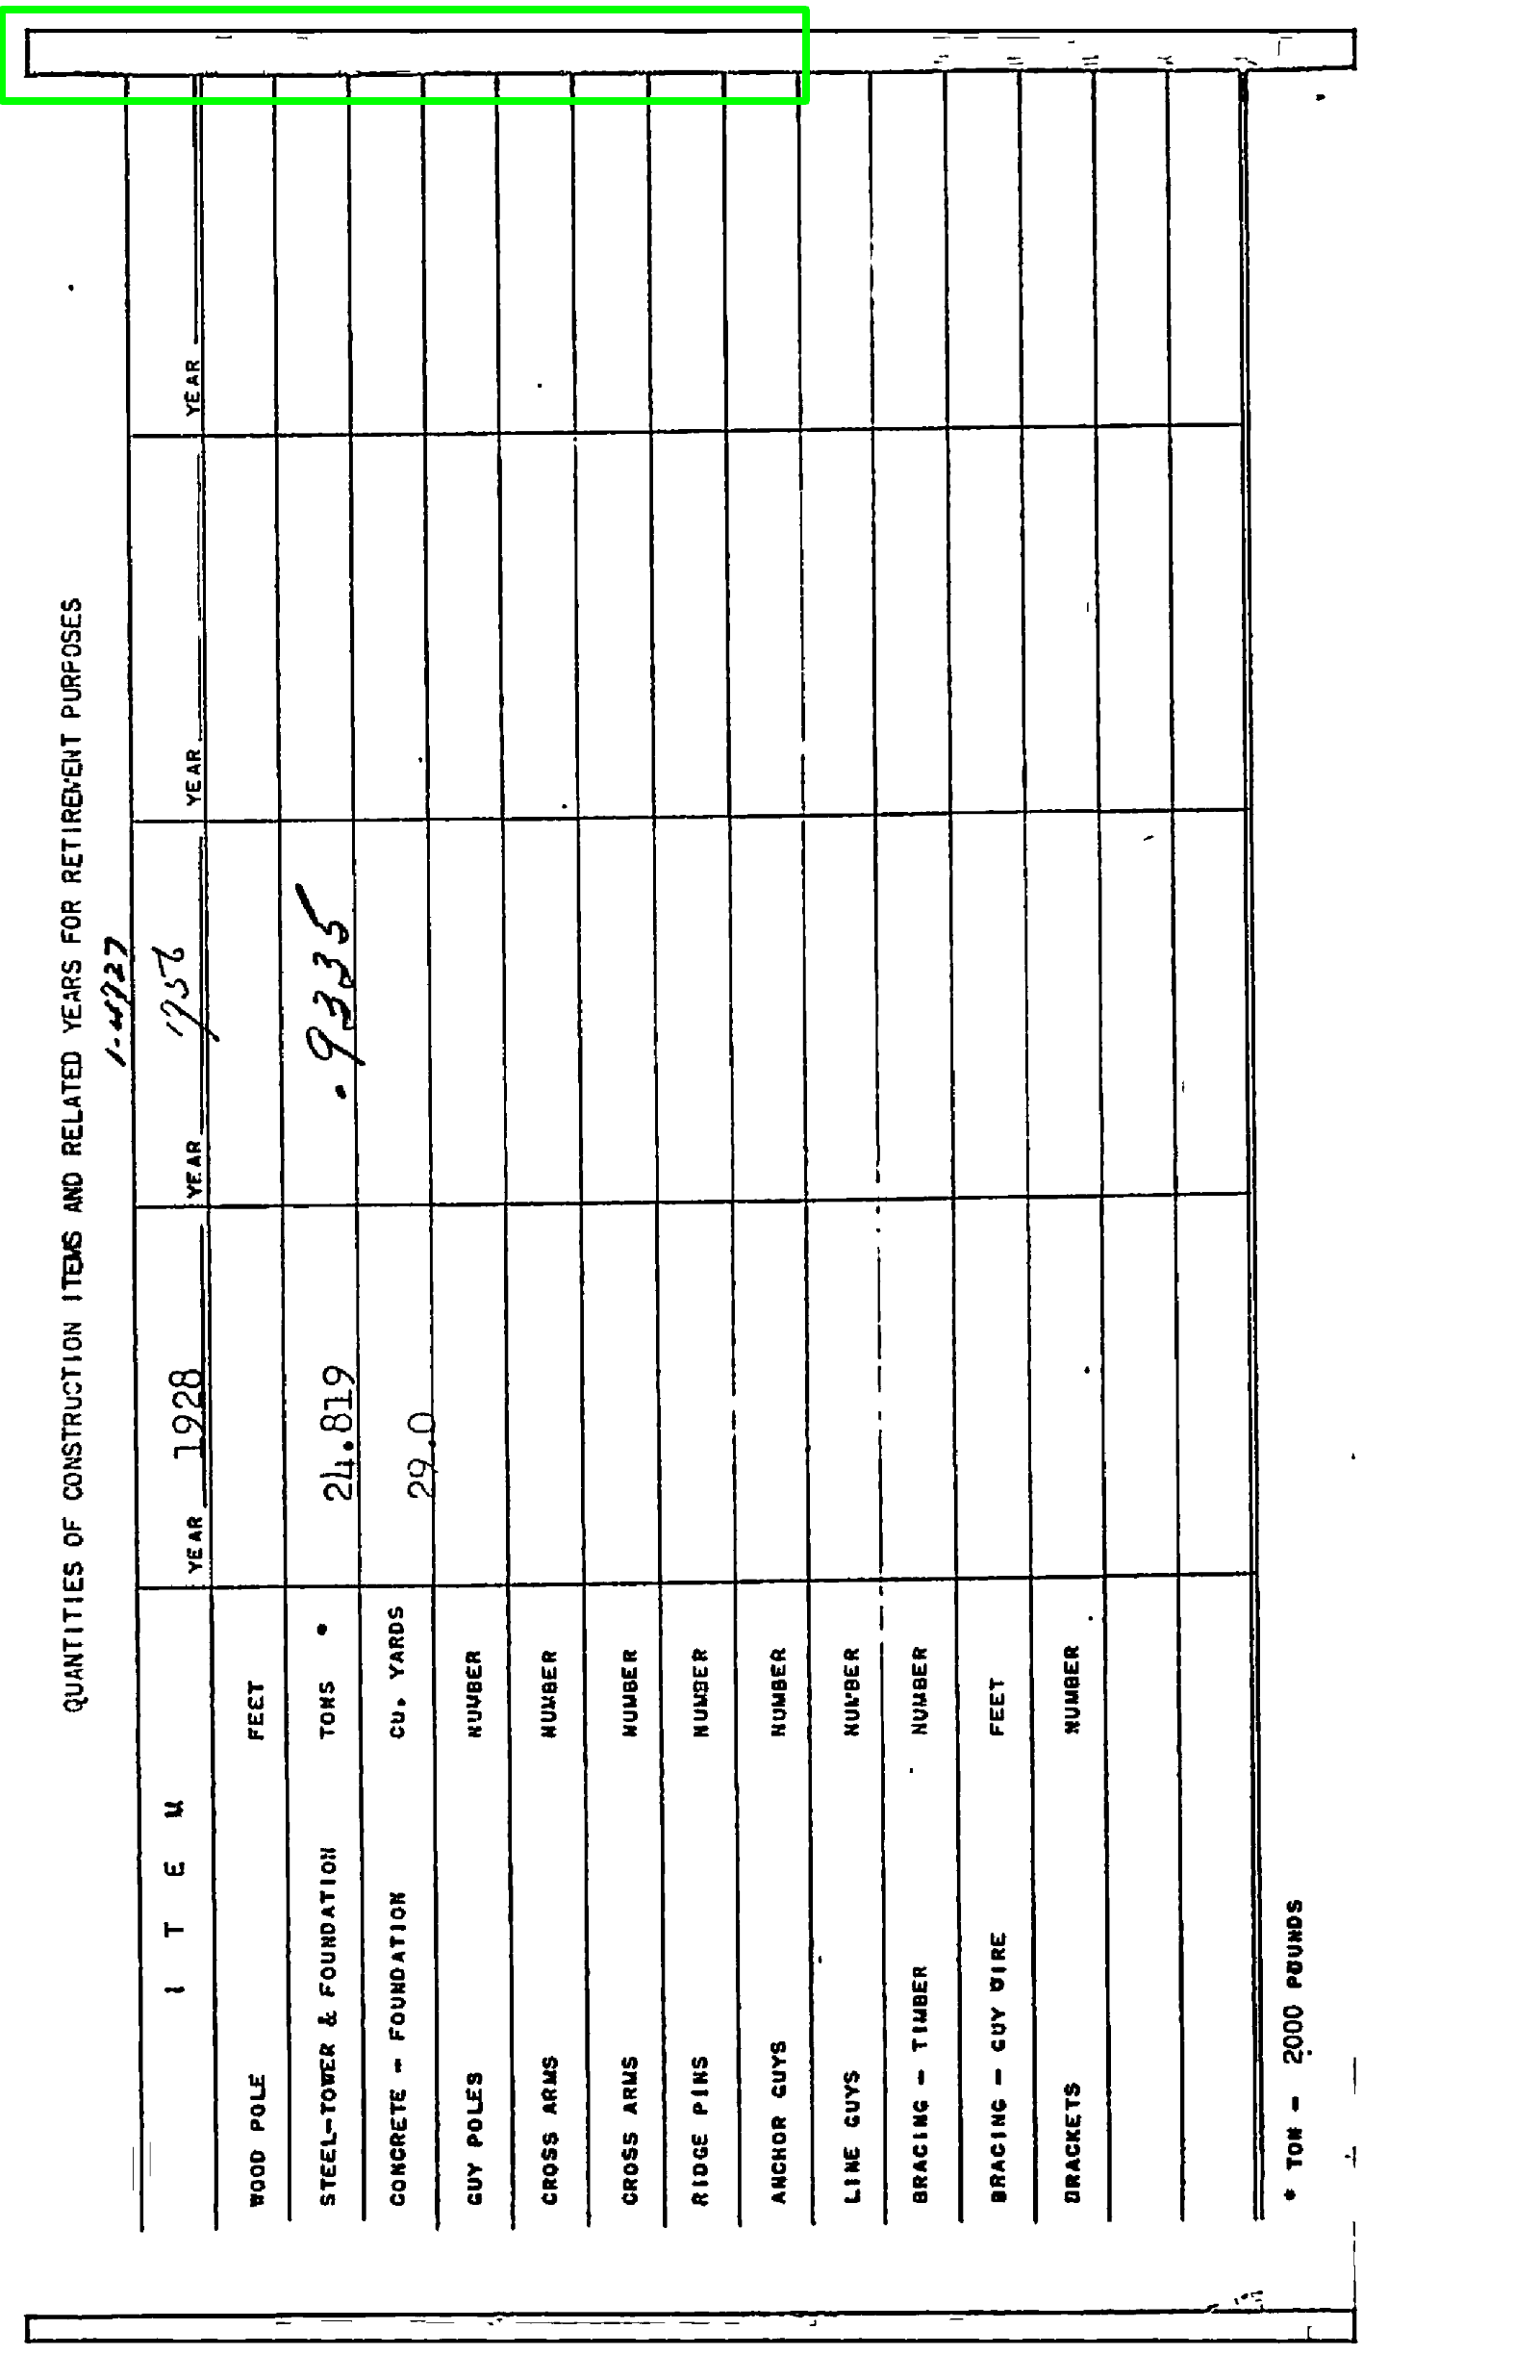 QUANTITIES OF CONSTRUCTION ITEMS AND RELATED YEARS FOR RETIREMENT PURPOSES
ITEM YEAR 1928 YEAR 1956 YEAR YEAR
WOOD POLE FEET
STEEL-TOWER & FOUNDATION TONS * 24.819 .9335
CONCRETE - FOUNDATION CU. YARDS 29.0
GUY POLES NUMBER
CROSS ARMS NUMBER
CROSS ARMS NUMBER
RIDGE PINS NUMBER
ANCHOR GUYS NUMBER
LINE GUYS NUMBER
BRACING - TIMBER NUMBER
BRACING - GUY WIRE FEET
BRACKETS NUMBER
* TON - 2000 POUNDS